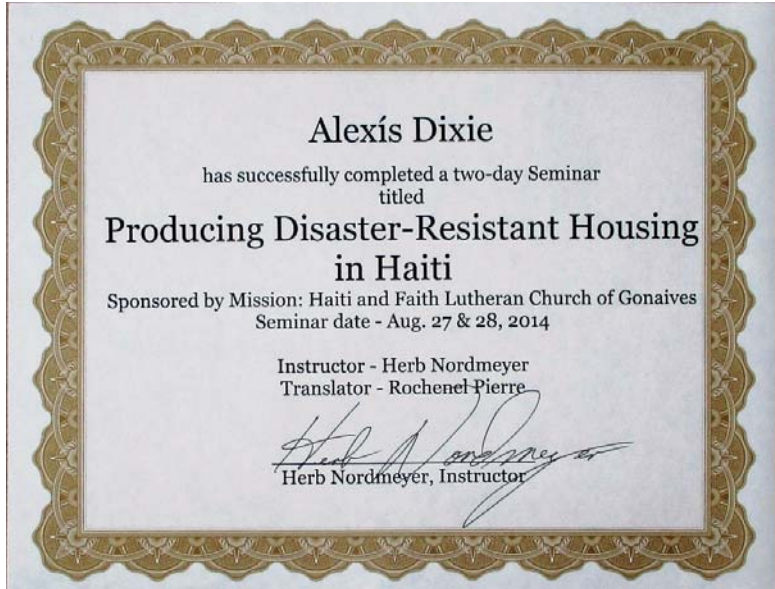 Alexís Dixie
has successfully completed a two-day Seminar
titled
Producing Disaster-Resistant Housing
in Haiti
Sponsored by Mission: Haiti and Faith Lutheran Church of Gonaives
Seminar date - Aug. 27 & 28, 2014
Instructor - Herb Nordmeyer
Translator - Rochenel Pierre
Herb Nordmeyer
Herb Nordmeyer, Instructor